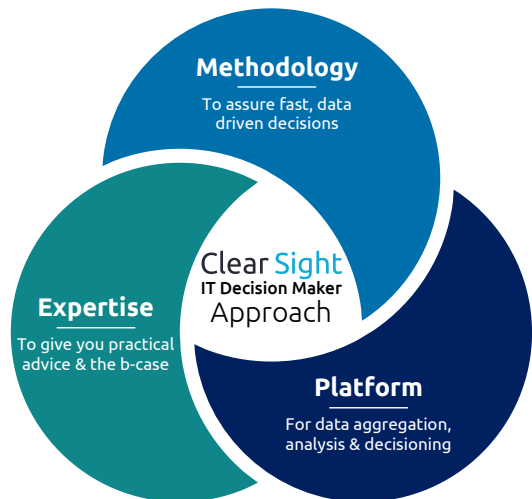 Methodology
To assure fast, data
driven decisions
Clear Sight
IT Decision Maker
Approach
Expertise
To give you practical
advice & the b-case
Platform
For data aggregation,
analysis & decisioning